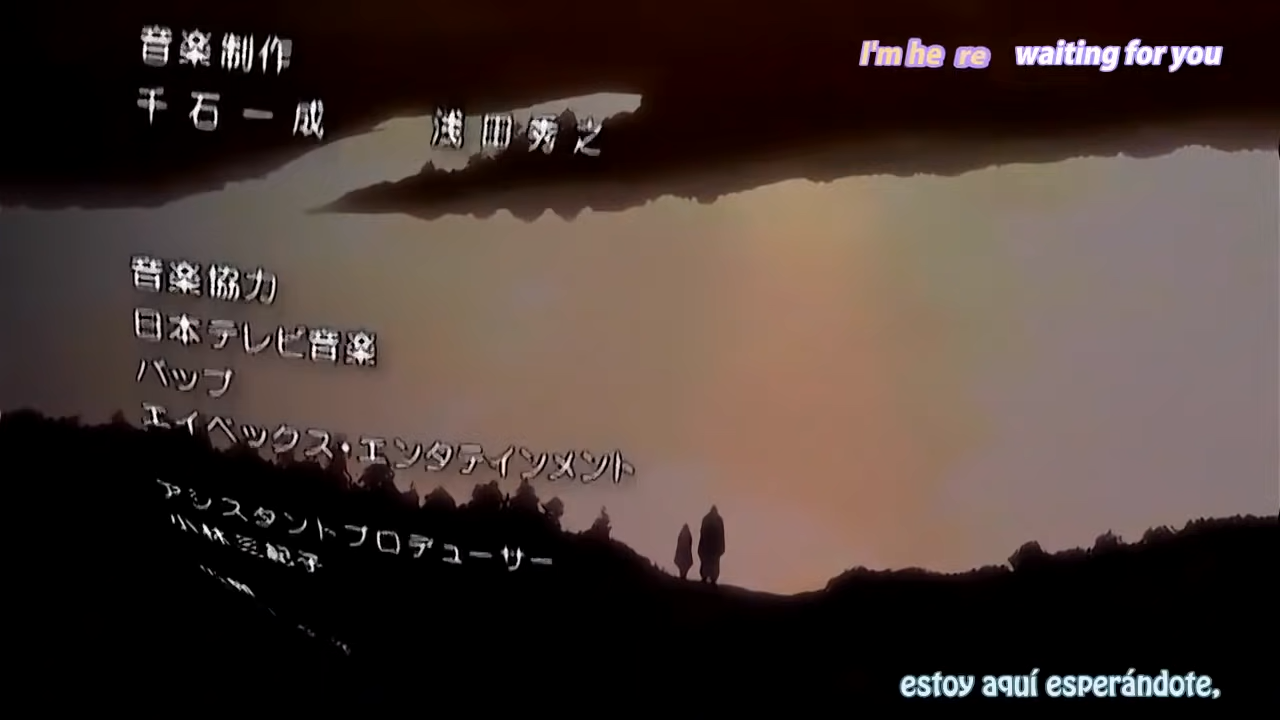 音楽制作
千石一成 浅田秀之
I'm here waiting for you
音楽協力
日本テレビ音楽
バップ
エイベックス・エンタテインメント
アシスタントプロデューサー
estoy aquí esperándote,